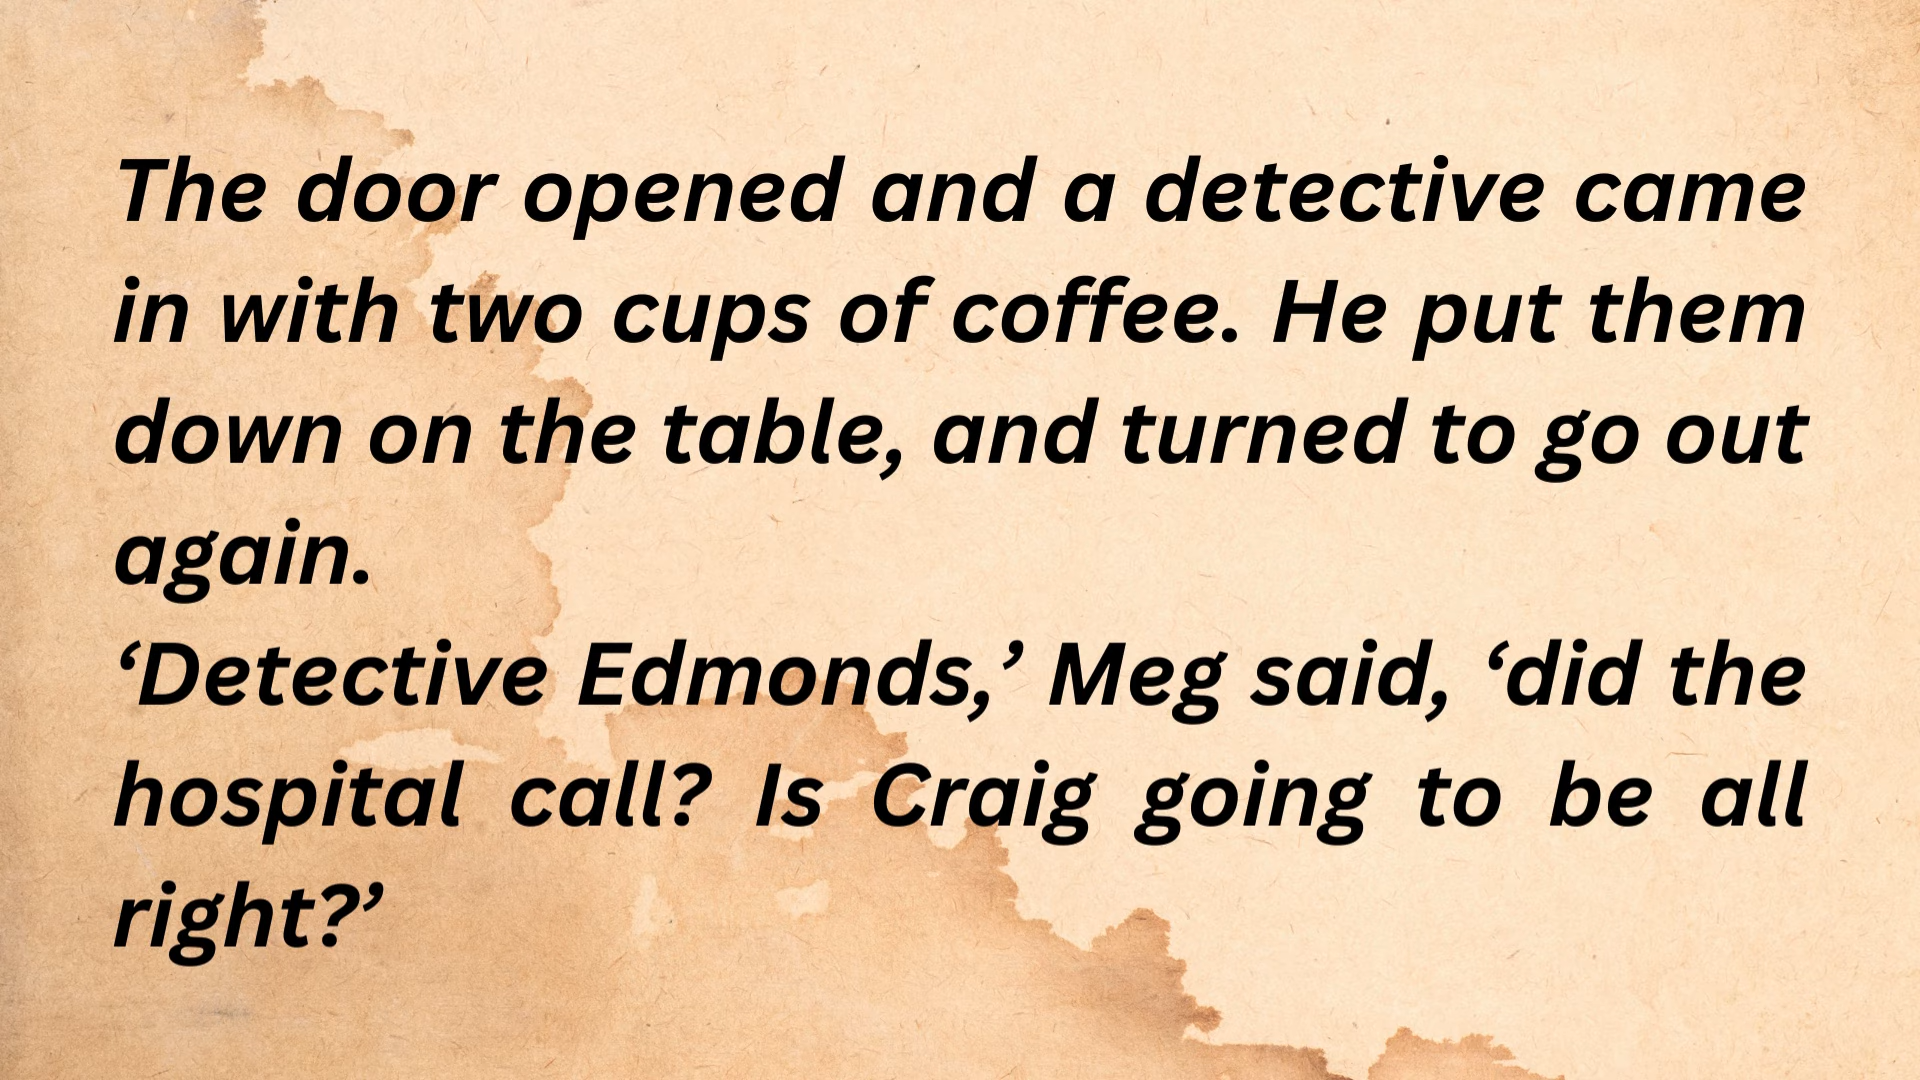 The door opened and a detective came
in with two cups of coffee. He put them
down on the table, and turned to go out
again.
‘Detective Edmonds,’ Meg said, ‘did the
hospital call? Is Craig going to be all
right?’